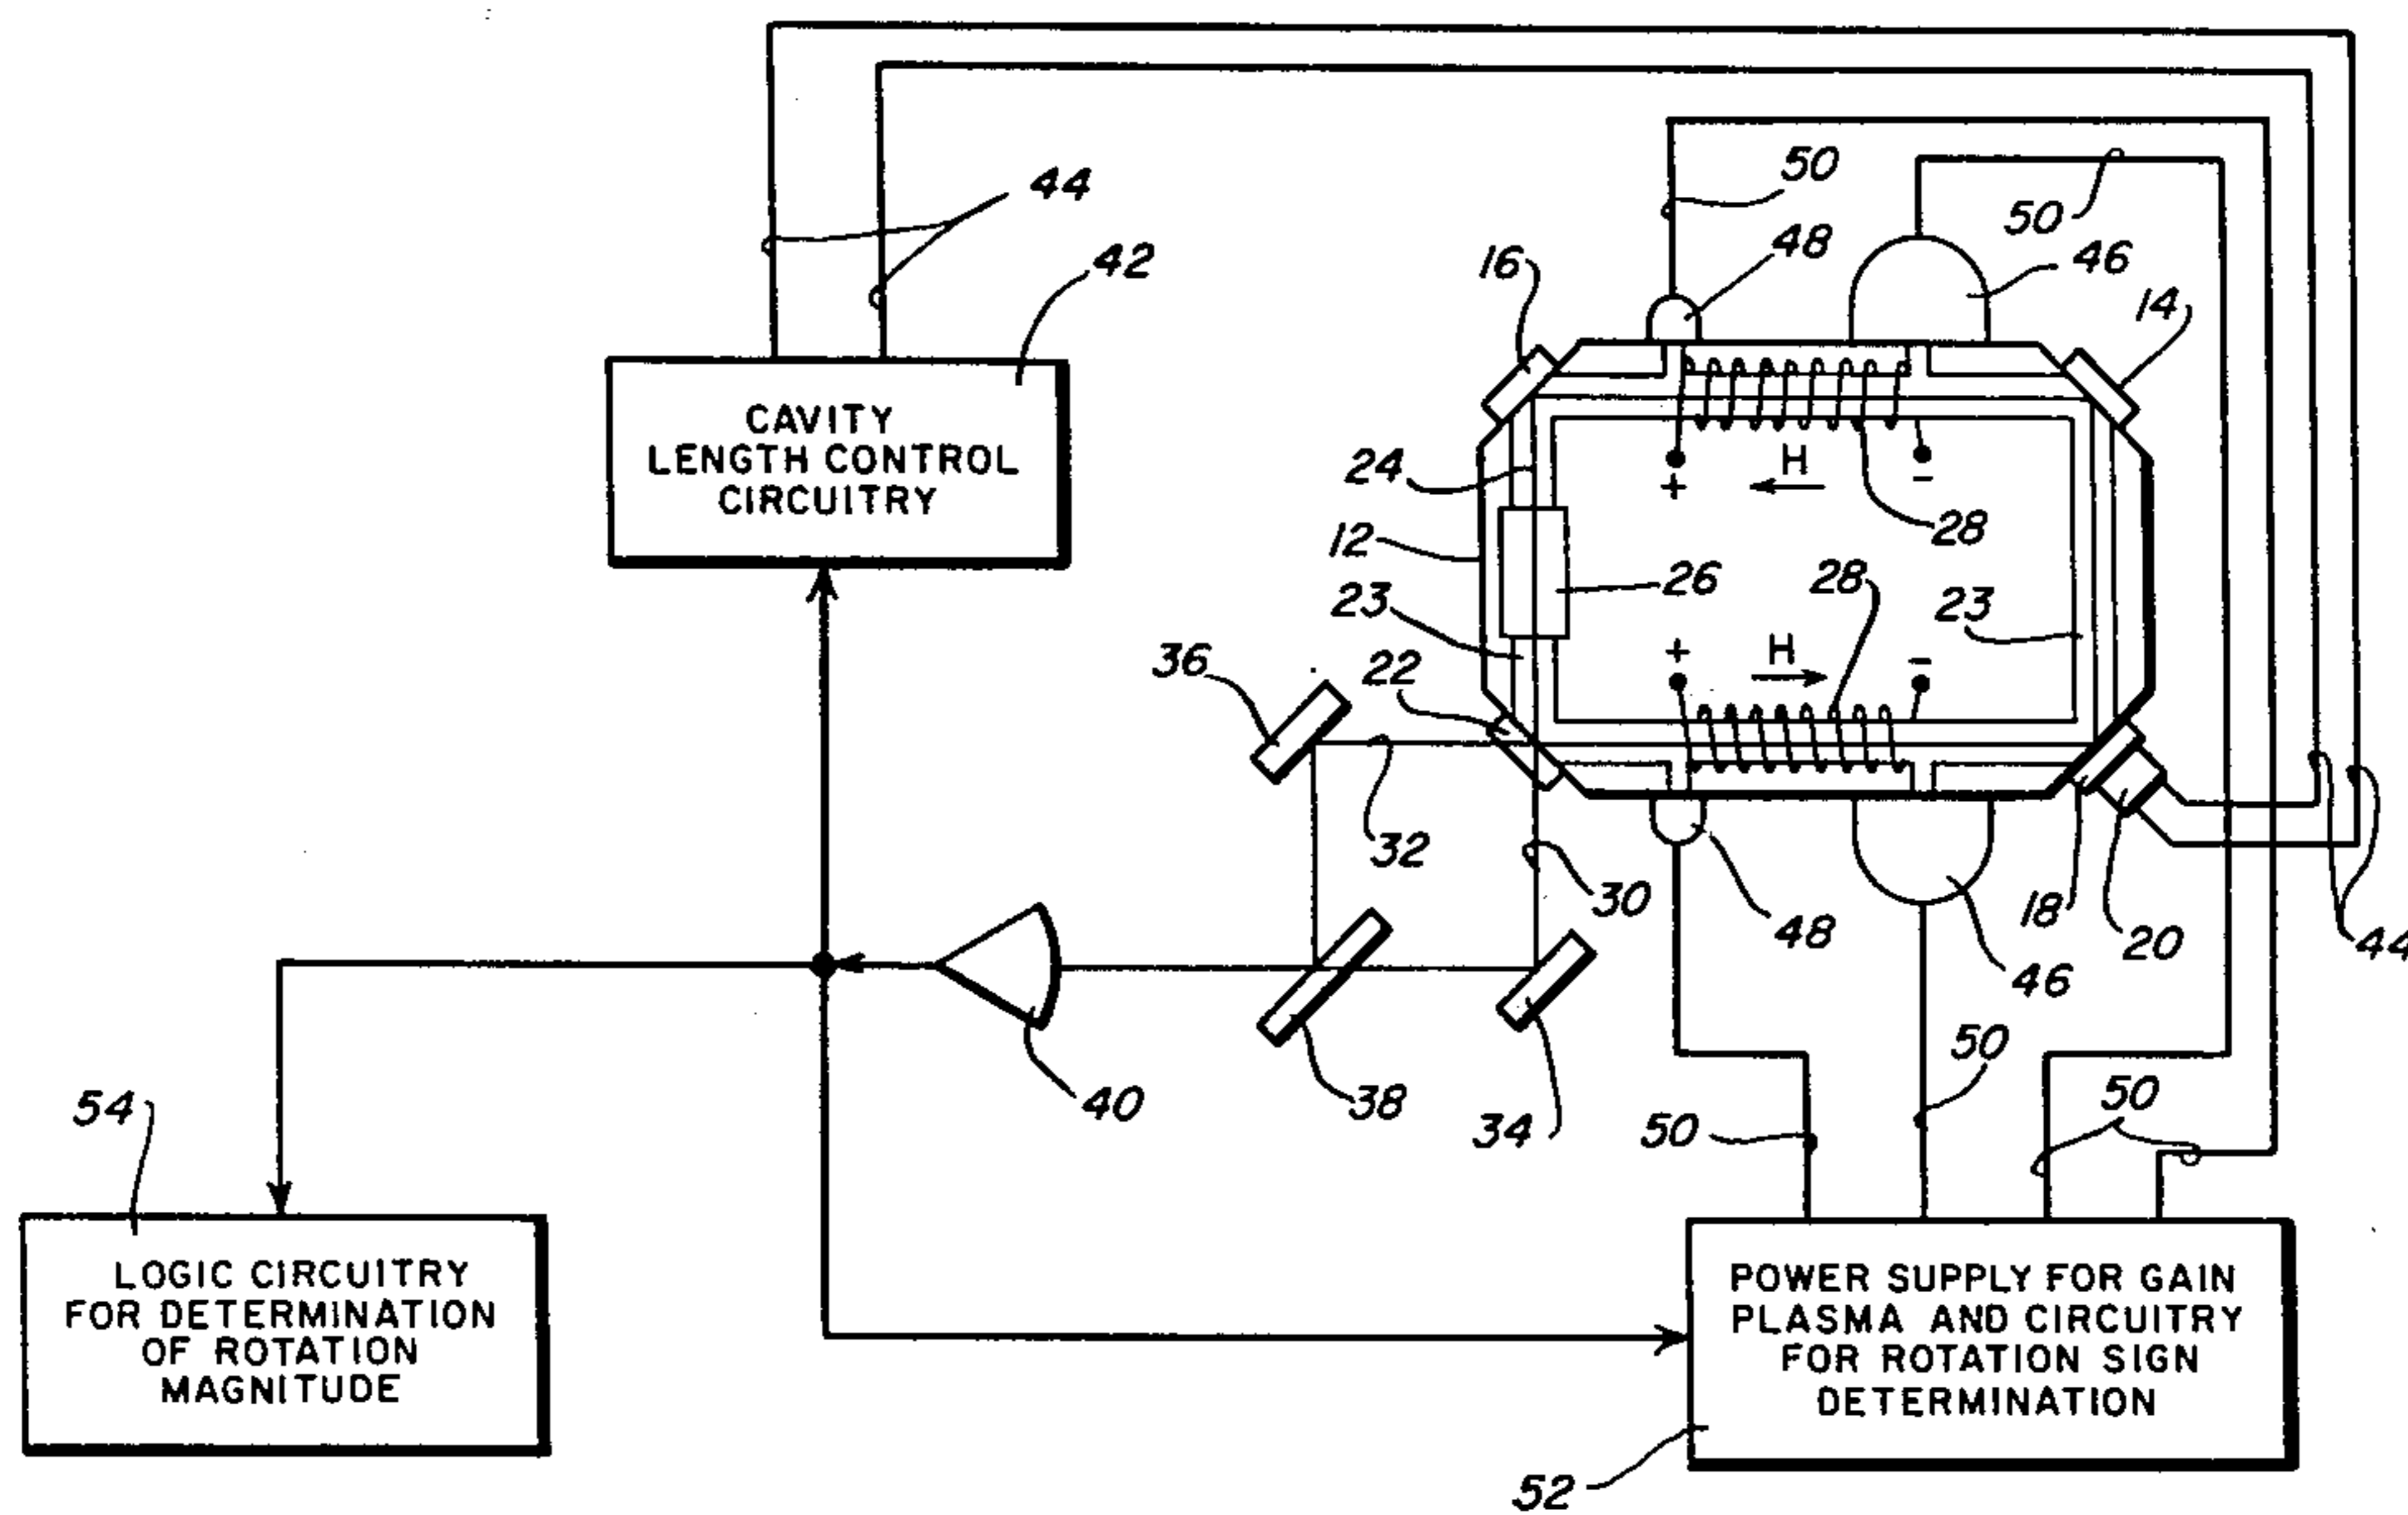 44
50
50
48
46
16
14
42
CAVITY
LENGTH CONTROL
CIRCUITRY
24
+
H
−
28
12
26
28
23
23
36
22
+
H
−
32
30
48
46
18
20
44
40
38
34
50
50
50
54
LOGIC CIRCUITRY
FOR DETERMINATION
OF ROTATION
MAGNITUDE
POWER SUPPLY FOR GAIN
PLASMA AND CIRCUITRY
FOR ROTATION SIGN
DETERMINATION
52